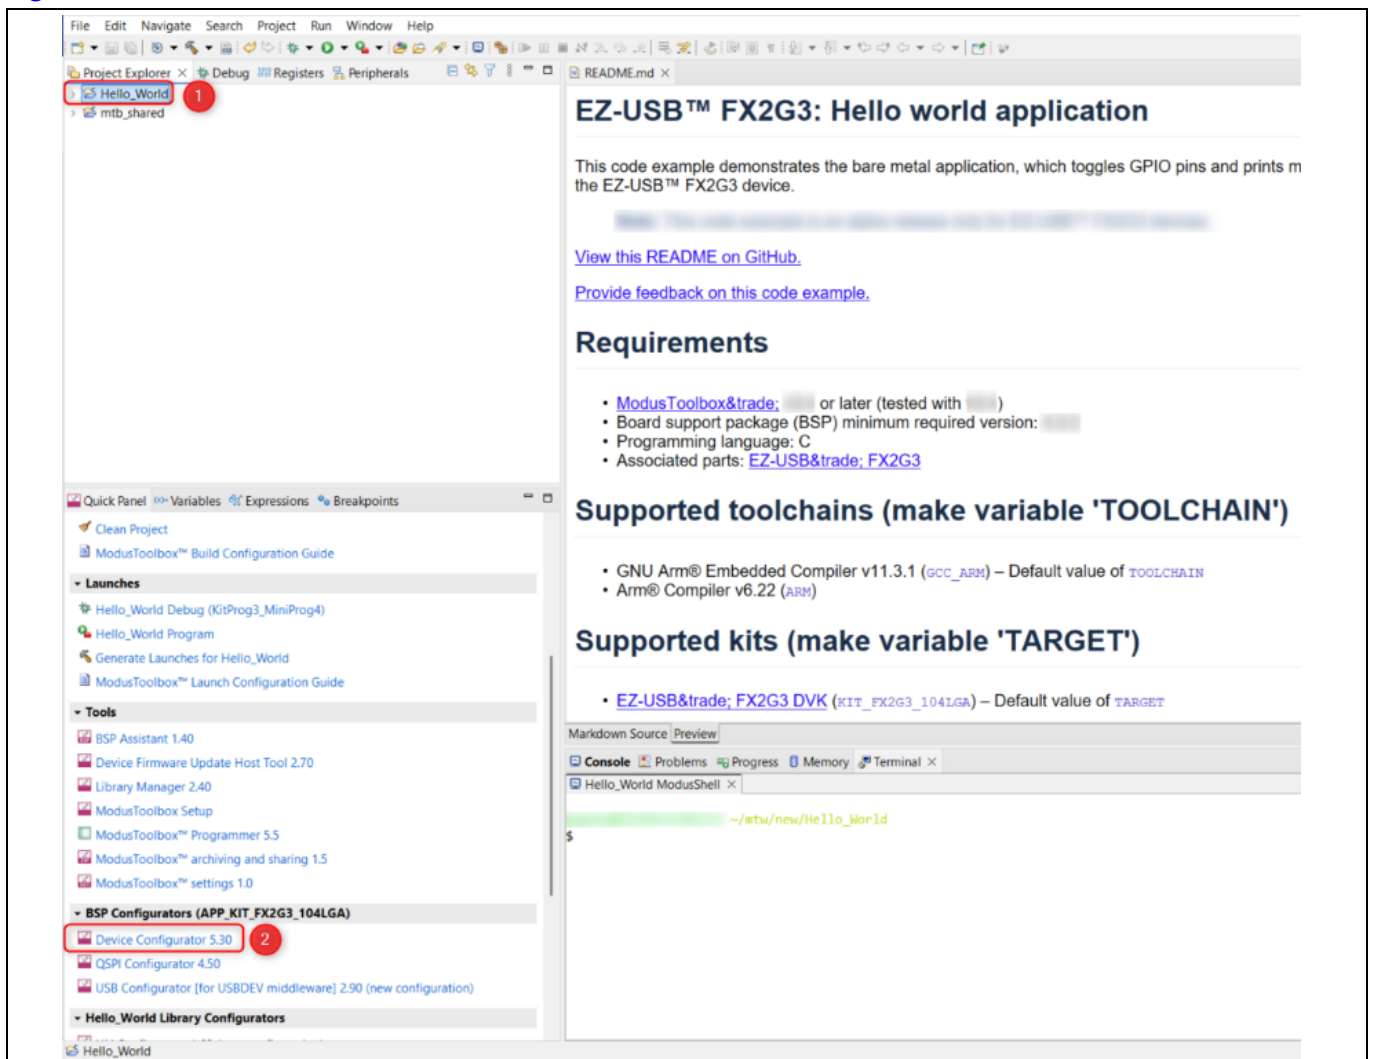 File Edit Navigate Search Project Run Window Help
Project Explorer Debug Registers Peripherals
README.md
Hello_World
1
mtb_shared
EZ-USB™ FX2G3: Hello world application
This code example demonstrates the bare metal application, which toggles GPIO pins and prints m
the EZ-USB™ FX2G3 device.
View this README on GitHub.
Provide feedback on this code example.
Requirements
• ModusToolbox&trade; or later (tested with )
• Board support package (BSP) minimum required version:
• Programming language: C
• Associated parts: EZ-USB&trade; FX2G3
Supported toolchains (make variable 'TOOLCHAIN')
• GNU Arm® Embedded Compiler v11.3.1 (GCC_ARM) – Default value of TOOLCHAIN
• Arm® Compiler v6.22 (ARM)
Supported kits (make variable 'TARGET')
• EZ-USB&trade; FX2G3 DVK (KIT_FX2G3_104LGA) – Default value of TARGET
Markdown Source Preview
Quick Panel Variables Expressions Breakpoints
Clean Project
ModusToolbox™ Build Configuration Guide
Launches
Hello_World Debug (KitProg3_MiniProg4)
Hello_World Program
Generate Launches for Hello_World
ModusToolbox™ Launch Configuration Guide
Tools
BSP Assistant 1.40
Device Firmware Update Host Tool 2.70
Library Manager 2.40
ModusToolbox Setup
ModusToolbox™ Programmer 5.5
ModusToolbox™ archiving and sharing 1.5
ModusToolbox™ settings 1.0
BSP Configurators (APP_KIT_FX2G3_104LGA)
Device Configurator 5.30
2
QSPI Configurator 4.50
USB Configurator [for USBDEV middleware] 2.90 (new configuration)
Hello_World Library Configurators
Console Problems Progress Memory Terminal
Hello_World ModusShell
~/mtw/new/Hello_World
$
Hello_World